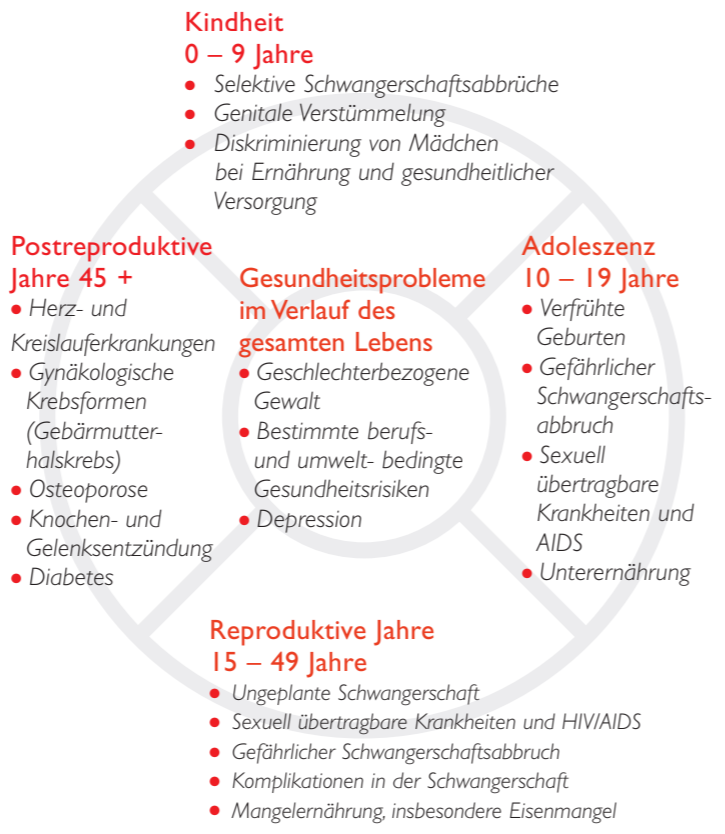 Kindheit
0 – 9 Jahre
• Selektive Schwangerschaftsabbrüche
• Genitale Verstümmelung
• Diskriminierung von Mädchen
bei Ernährung und gesundheitlicher
Versorgung
Postreproduktive
Jahre 45 +
• Herz- und
Kreislauferkrankungen
• Gynäkologische
Krebsformen
(Gebärmutter-
halskrebs)
• Osteoporose
• Knochen- und
Gelenksentzündung
• Diabetes
Gesundheitsprobleme
im Verlauf des
gesamten Lebens
• Geschlechterbezogene
Gewalt
• Bestimmte berufs-
und umwelt- bedingte
Gesundheitsrisiken
• Depression
Adoleszenz
10 – 19 Jahre
• Verfrühte
Geburten
• Gefährlicher
Schwangerschafts-
abbruch
• Sexuell
übertragbare
Krankheiten und
AIDS
• Unterernährung
Reproduktive Jahre
15 – 49 Jahre
• Ungeplante Schwangerschaft
• Sexuell übertragbare Krankheiten und HIV/AIDS
• Gefährlicher Schwangerschaftsabbruch
• Komplikationen in der Schwangerschaft
• Mangelernährung, insbesondere Eisenmangel